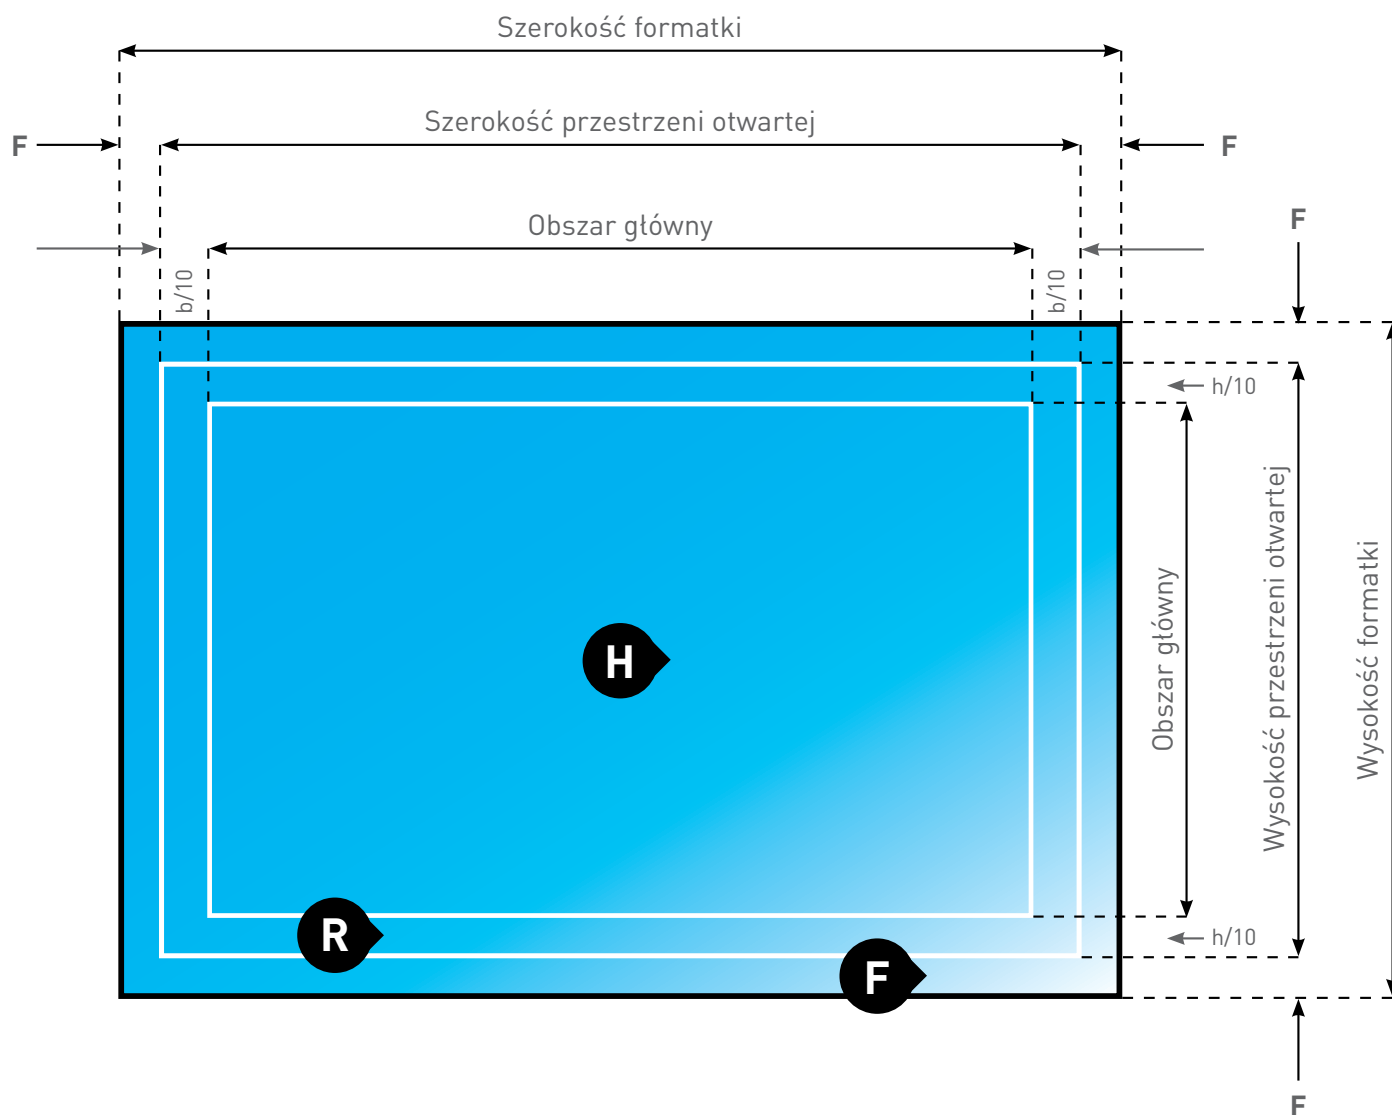 Szerokość formatki
Szerokość przestrzeni otwartej
F
F
Obszar główny
F
b/10
b/10
h/10
Obszar główny
Wysokość przestrzeni otwartej
Wysokość formatki
H
R
F
h/10
F